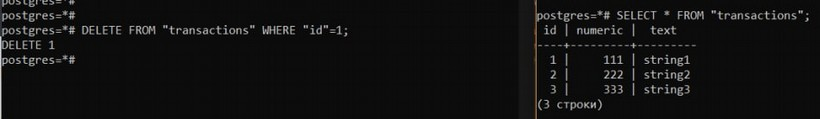 postgres=*#
postgres=*#
postgres=*# DELETE FROM "transactions" WHERE "id"=1;
DELETE 1
postgres=*#
postgres=*# SELECT * FROM "transactions";
id | numeric | text
----+---------+---------
1 | 111 | string1
2 | 222 | string2
3 | 333 | string3
(3 строки)